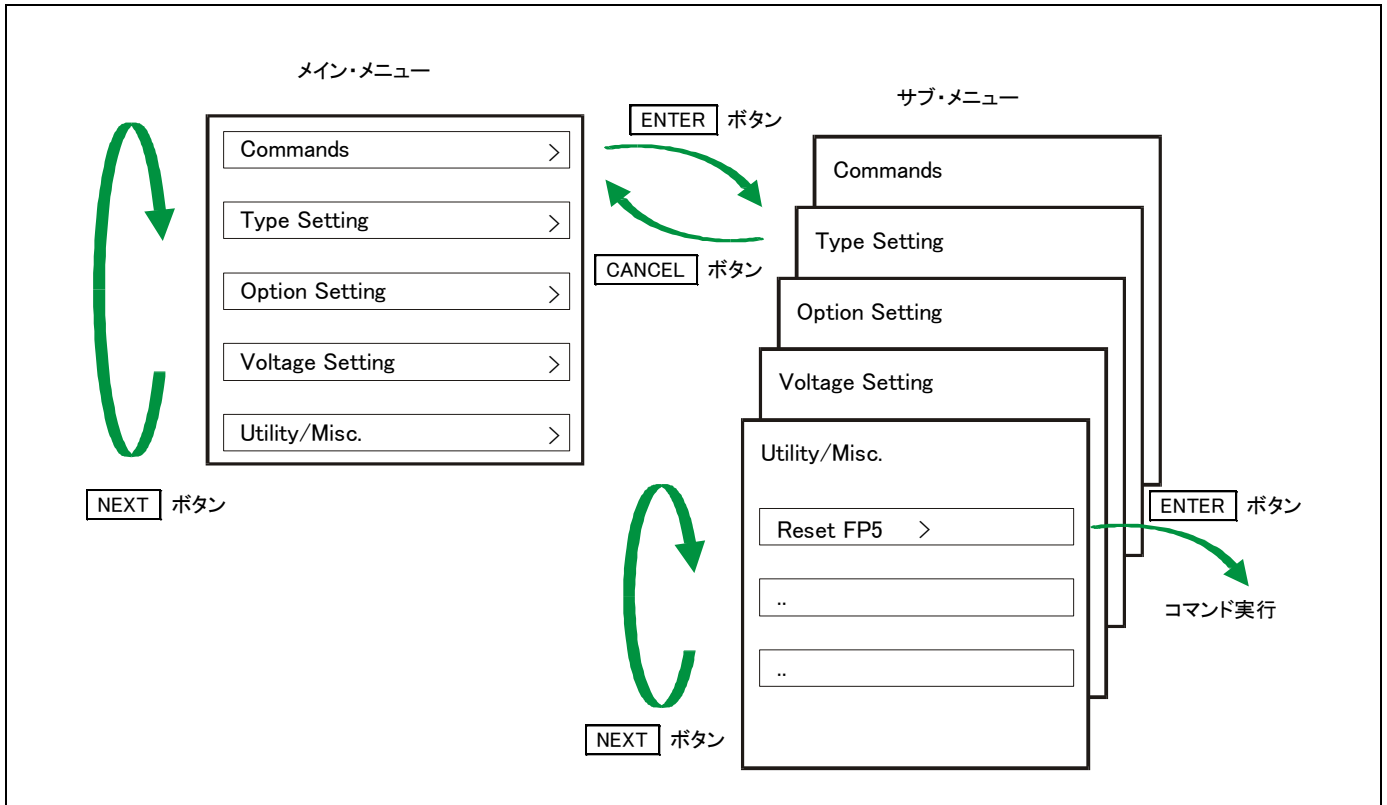 メイン・メニュー
Commands >
Type Setting >
Option Setting >
Voltage Setting >
Utility/Misc. >
NEXT ボタン
ENTER ボタン
CANCEL ボタン
サブ・メニュー
Commands
Type Setting
Option Setting
Voltage Setting
Utility/Misc.
Reset FP5 >
..
..
NEXT ボタン
ENTER ボタン
コマンド実行